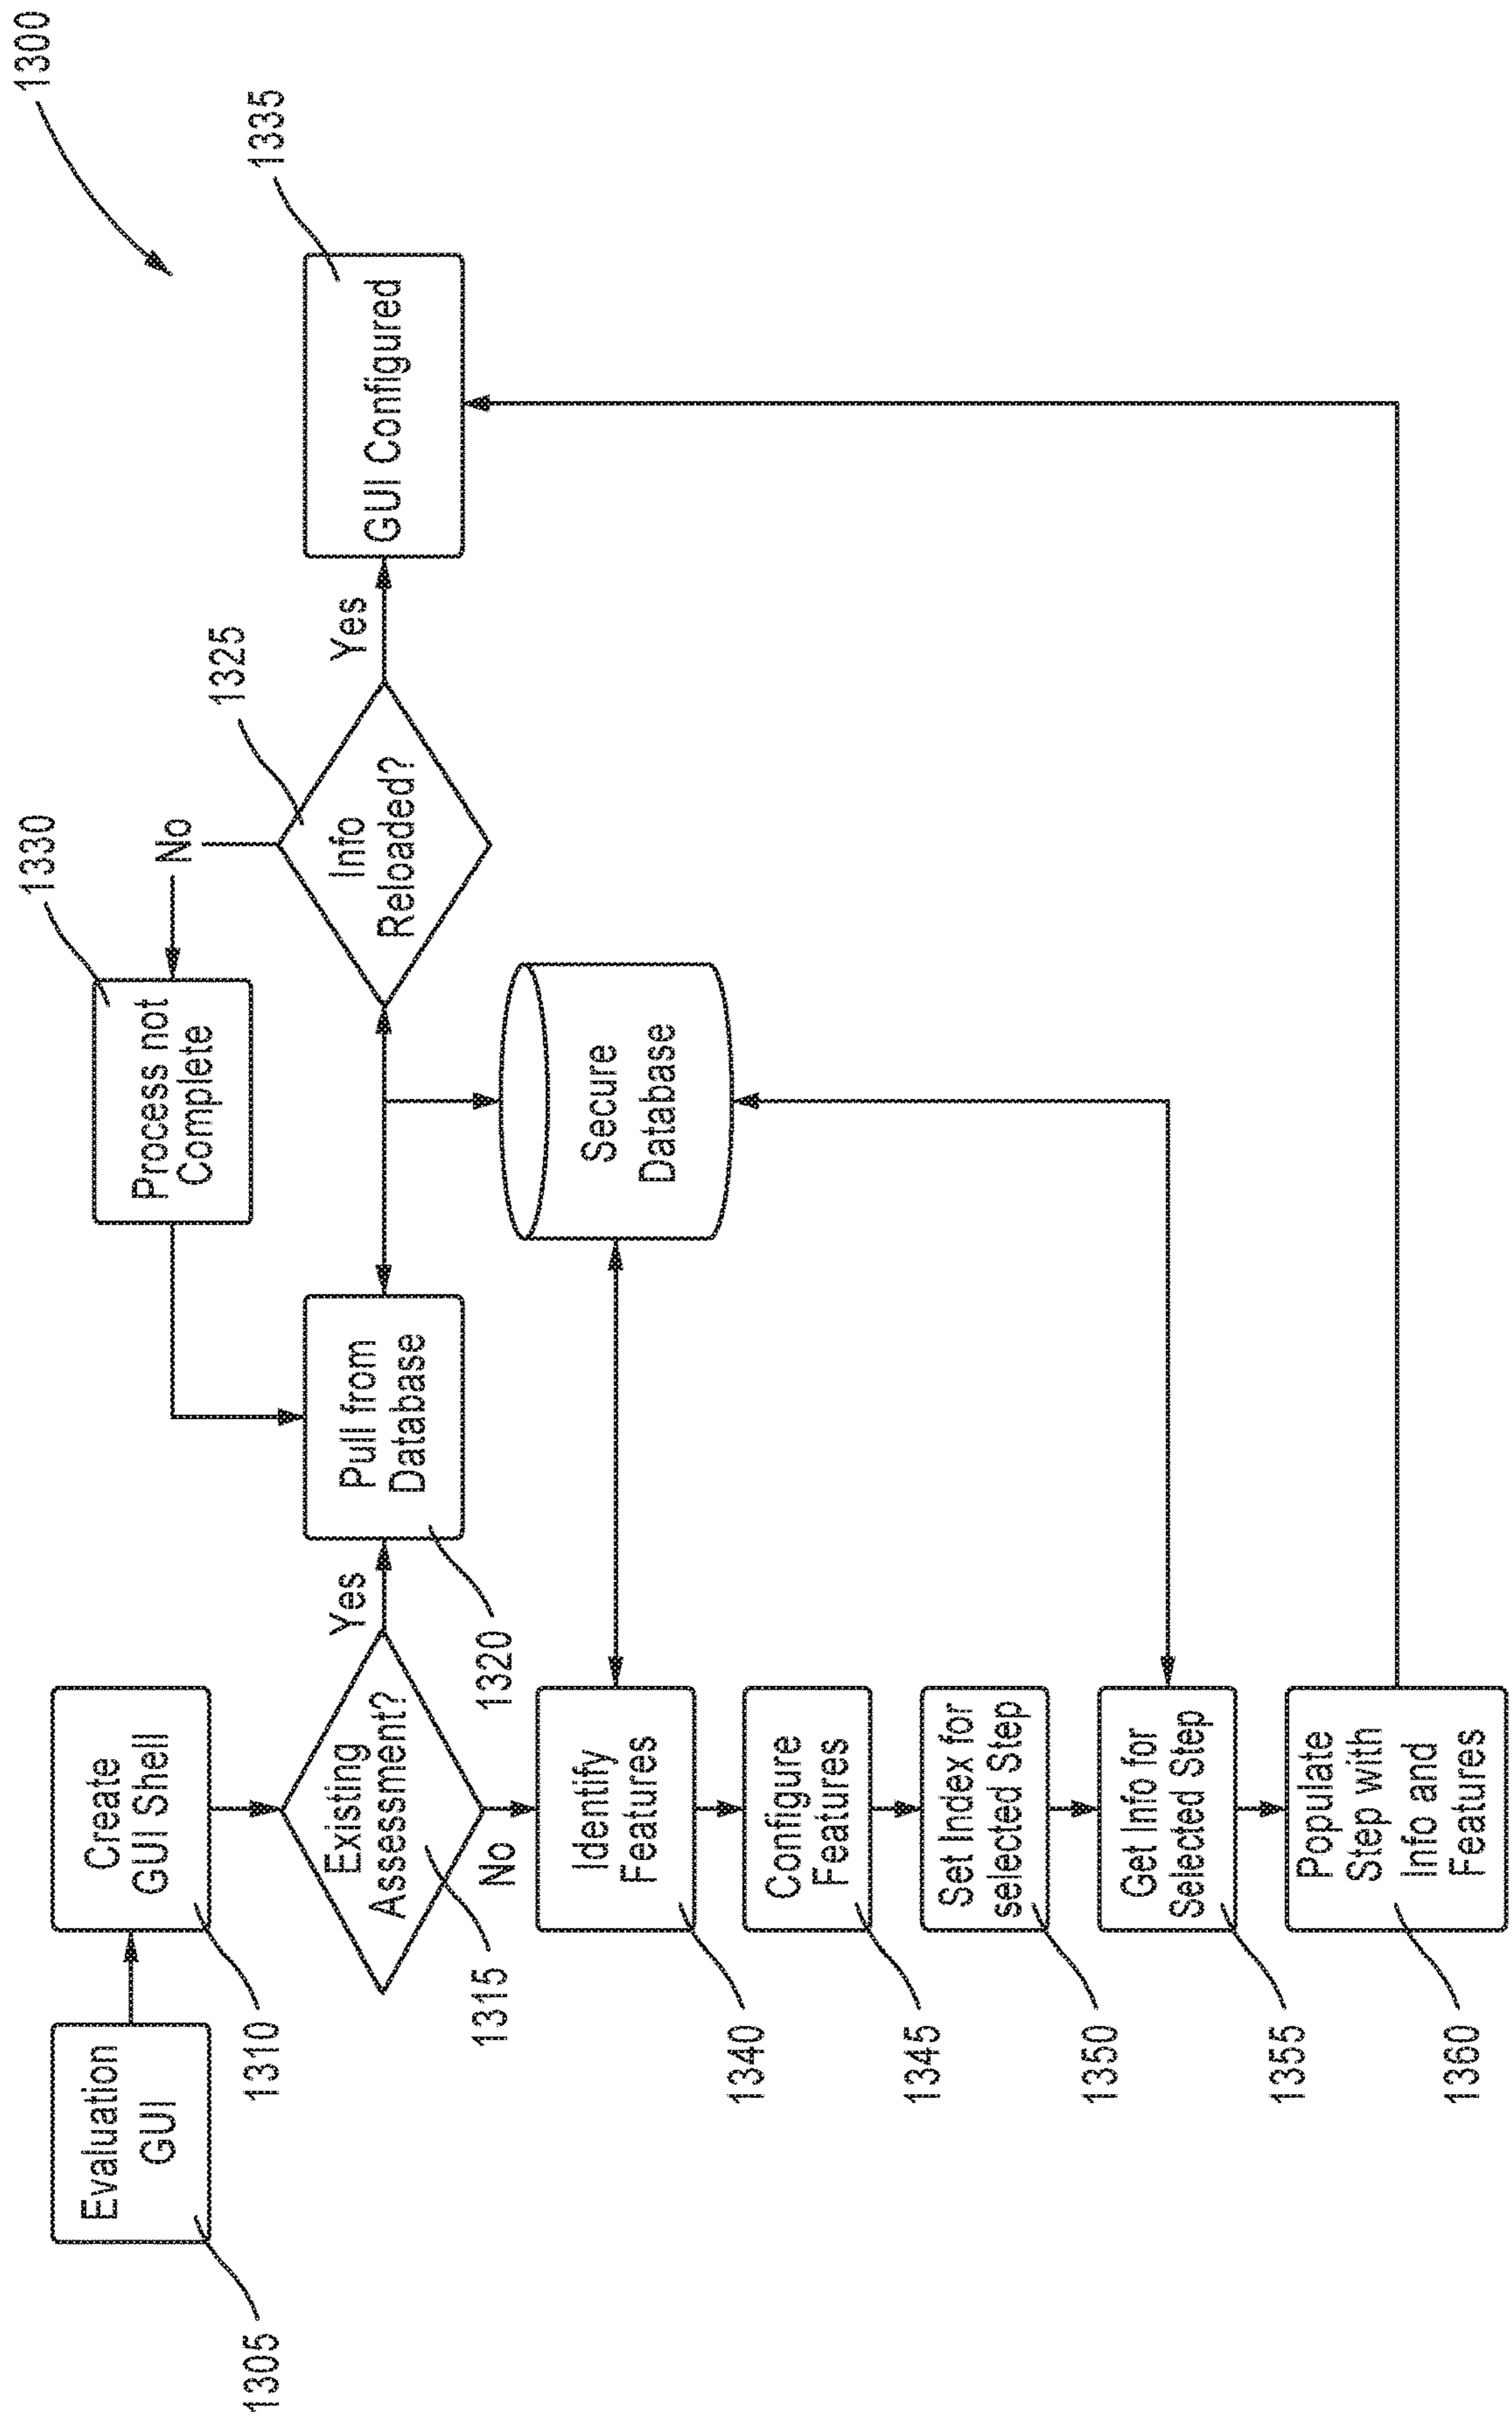 1300
Evaluation
GUI
1305
Create
GUI Shell
1310
Existing
Assessment?
1315
Yes
No
Pull from
Database
1320
Process not
Complete
1330
No
Info
Reloaded?
1325
Yes
GUI Configured
1335
Secure
Database
Identify
Features
1340
Configure
Features
1345
Set Index for
selected Step
1350
Get Info for
Selected Step
1355
Populate
Step with
Info and
Features
1360